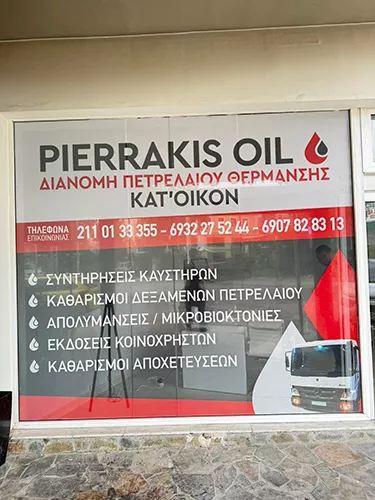 PIERRAKIS OIL
ΔΙΑΝΟΜΗ ΠΕΤΡΕΛΑΙΟΥ ΘΕΡΜΑΝΣΗΣ
ΚΑΤ'ΟΙΚΟΝ
ΤΗΛΕΦΩΝΑ
ΕΠΙΚΟΙΝΩΝΙΑΣ
211 01 33 355 - 6932 27 52 44 - 6907 82 83 13
ΣΥΝΤΗΡΗΣΕΙΣ ΚΑΥΣΤΗΡΩΝ
ΚΑΘΑΡΙΣΜΟΙ ΔΕΞΑΜΕΝΩΝ ΠΕΤΡΕΛΑΙΟΥ
ΑΠΟΛΥΜΑΝΣΕΙΣ / ΜΙΚΡΟΒΙΟΚΤΟΝΙΕΣ
ΕΚΔΟΣΕΙΣ ΚΟΙΝΟΧΡΗΣΤΩΝ
ΚΑΘΑΡΙΣΜΟΙ ΑΠΟΧΕΤΕΥΣΕΩΝ